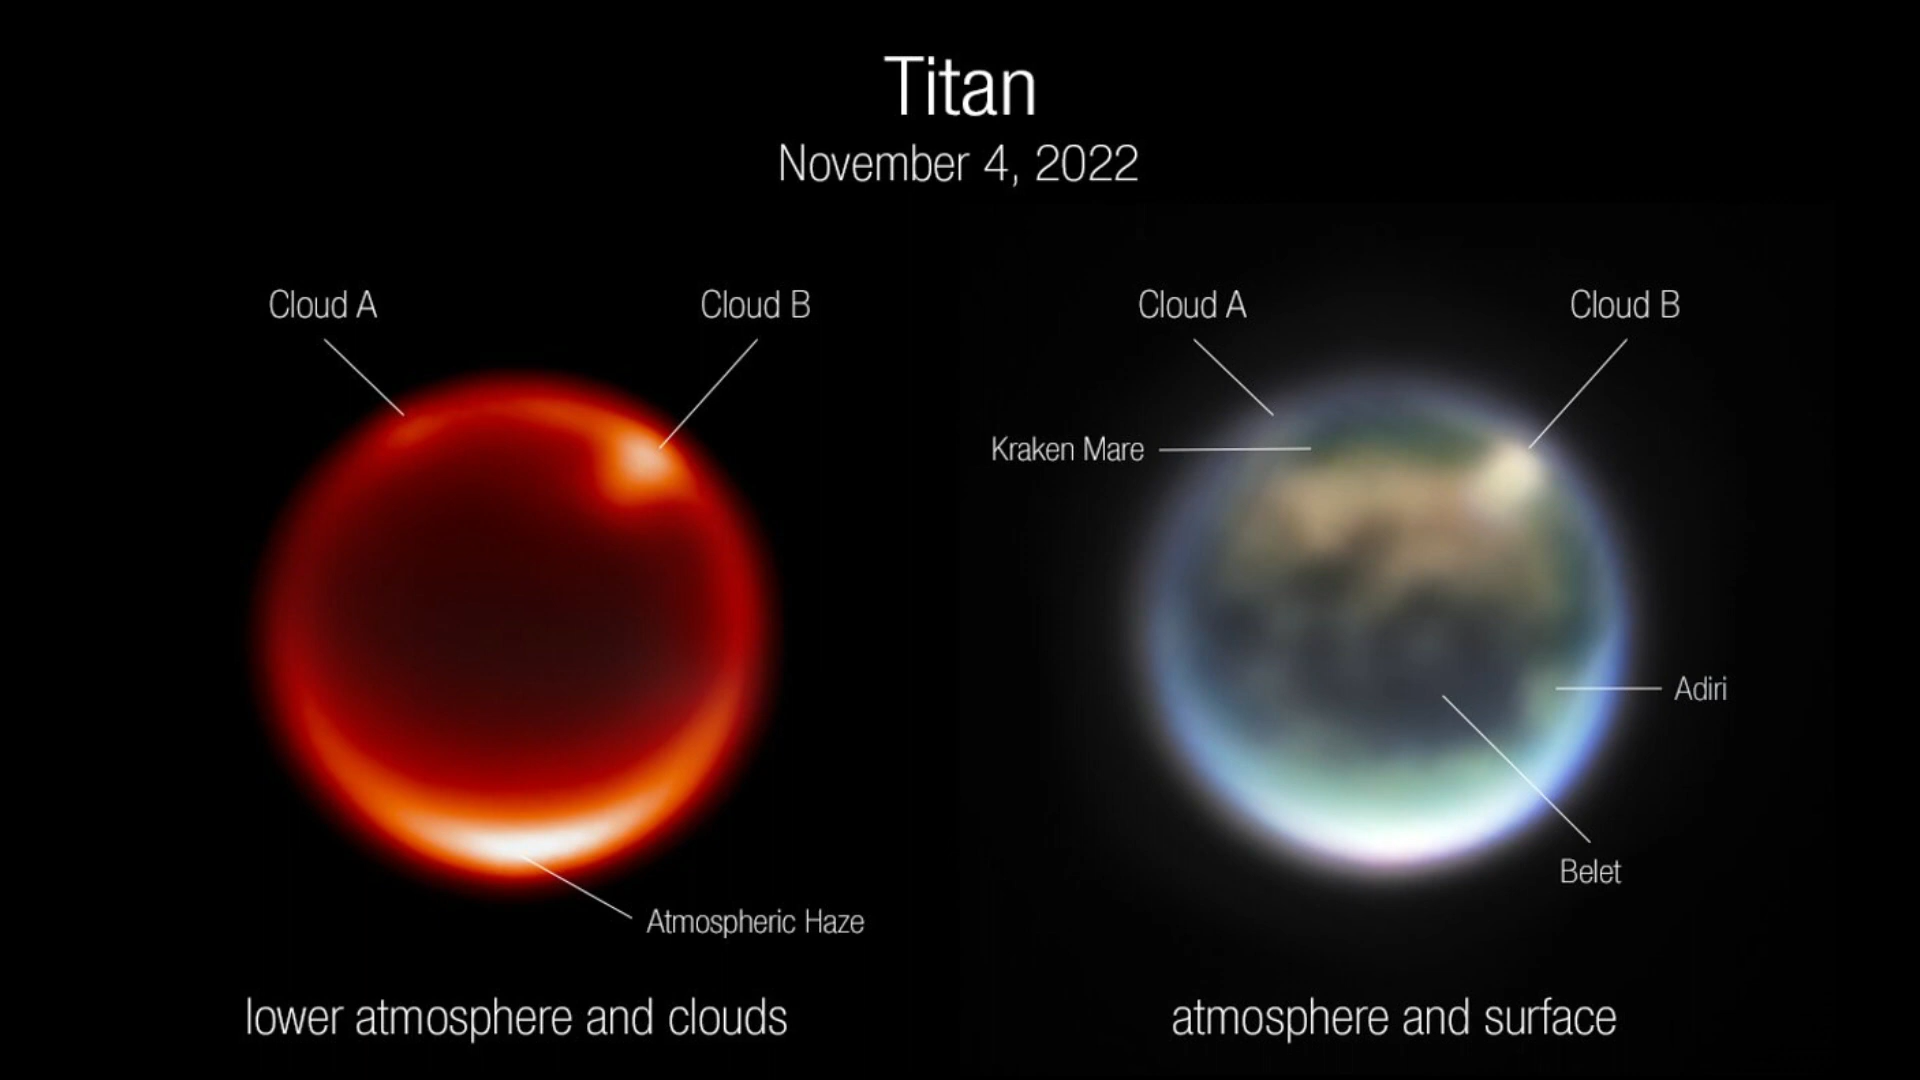 Titan
November 4, 2022
Cloud A
Cloud B
Atmospheric Haze
lower atmosphere and clouds
Cloud A
Cloud B
Kraken Mare
Adiri
Belet
atmosphere and surface